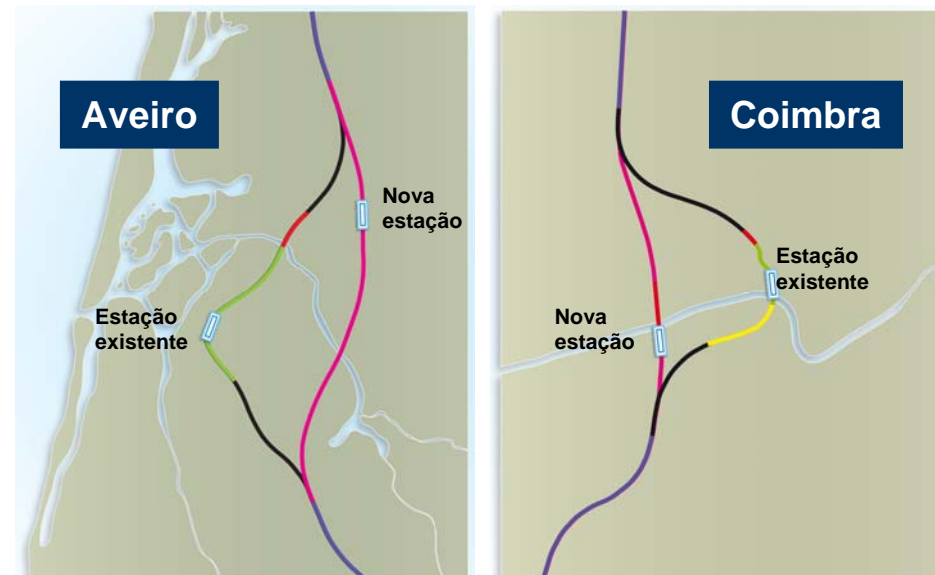 Aveiro
Nova
estação
Estação
existente
Coimbra
Estação
existente
Nova
estação